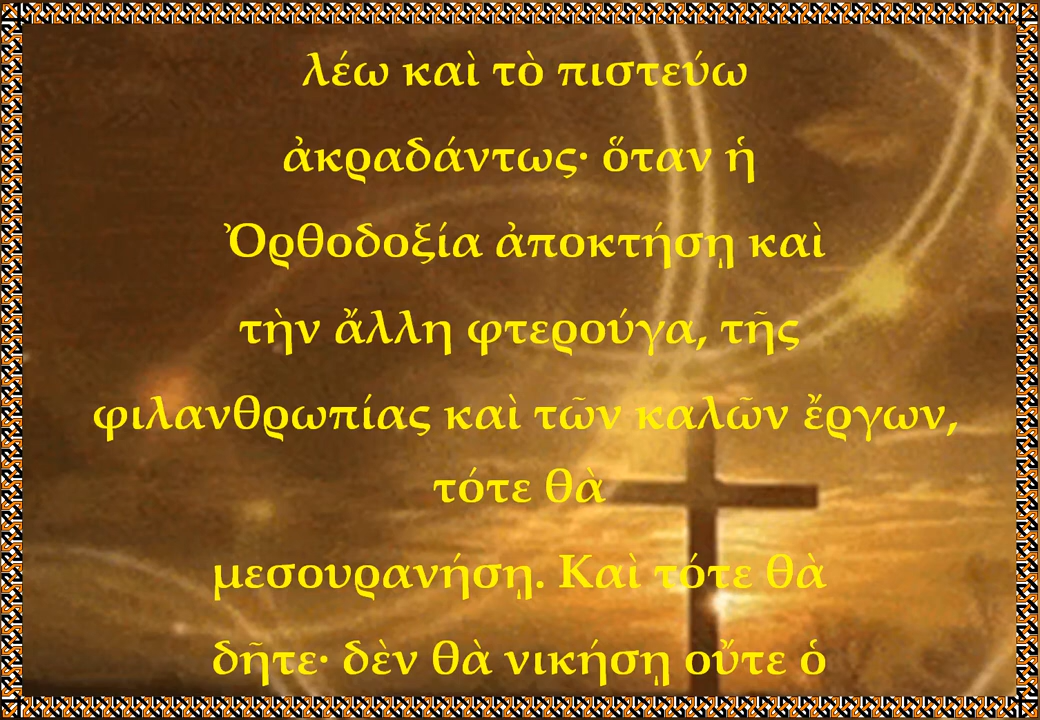 λέω καὶ τὸ πιστεύω
ἀκραδάντως· ὅταν ἡ
Ὀρθοδοξία ἀποκτήσῃ καὶ
τὴν ἄλλη φτερούγα, τῆς
φιλανθρωπίας καὶ τῶν καλῶν ἔργων,
τότε θὰ
μεσουρανήσῃ. Καὶ τότε θὰ
δῆτε· δὲν θὰ νικήσῃ οὔτε ὁ